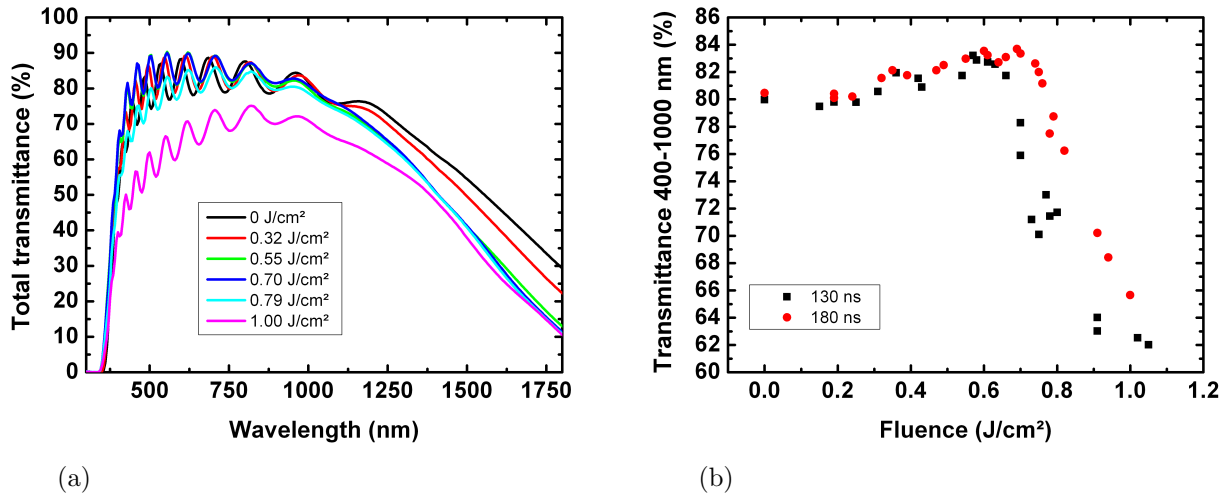 Total transmittance (%)
100
90
80
70
60
50
40
30
20
10
0
500
750
1000
1250
1500
1750
Wavelength (nm)
0 J/cm²
0.32 J/cm²
0.55 J/cm²
0.70 J/cm²
0.79 J/cm²
1.00 J/cm²
(a)
Transmittance 400-1000 nm (%)
86
84
82
80
78
76
74
72
70
68
66
64
62
60
0.0
0.2
0.4
0.6
0.8
1.0
1.2
Fluence (J/cm²)
130 ns
180 ns
(b)